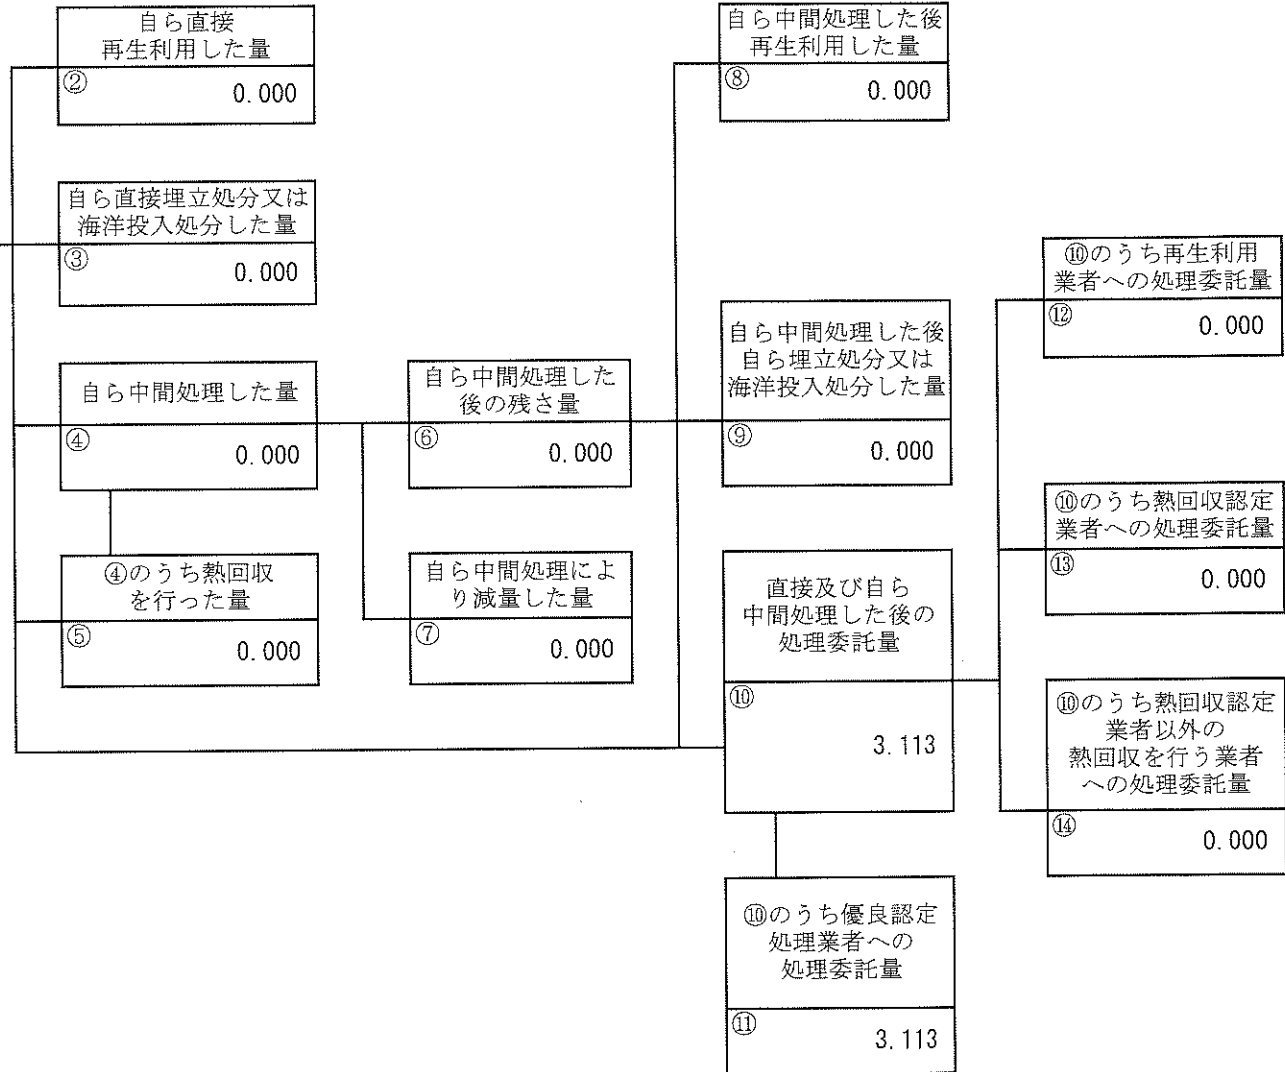 自ら直接
再生利用した量
②
0.000
自ら直接埋立処分又は
海洋投入処分した量
③
0.000
自ら中間処理した量
④
0.000
④のうち熱回収
を行った量
⑤
0.000
自ら中間処理した
後の残さ量
⑥
0.000
自ら中間処理によ
り減量した量
⑦
0.000
自ら中間処理した後
再生利用した量
⑧
0.000
自ら中間処理した後
自ら埋立処分又は
海洋投入処分した量
⑨
0.000
直接及び自ら
中間処理した後の
処理委託量
⑩
3.113
⑩のうち優良認定
処理業者への
処理委託量
⑪
3.113
⑩のうち再生利用
業者への処理委託量
⑫
0.000
⑩のうち熱回収認定
業者への処理委託量
⑬
0.000
⑩のうち熱回収認定
業者以外の
熱回収を行う業者
への処理委託量
⑭
0.000